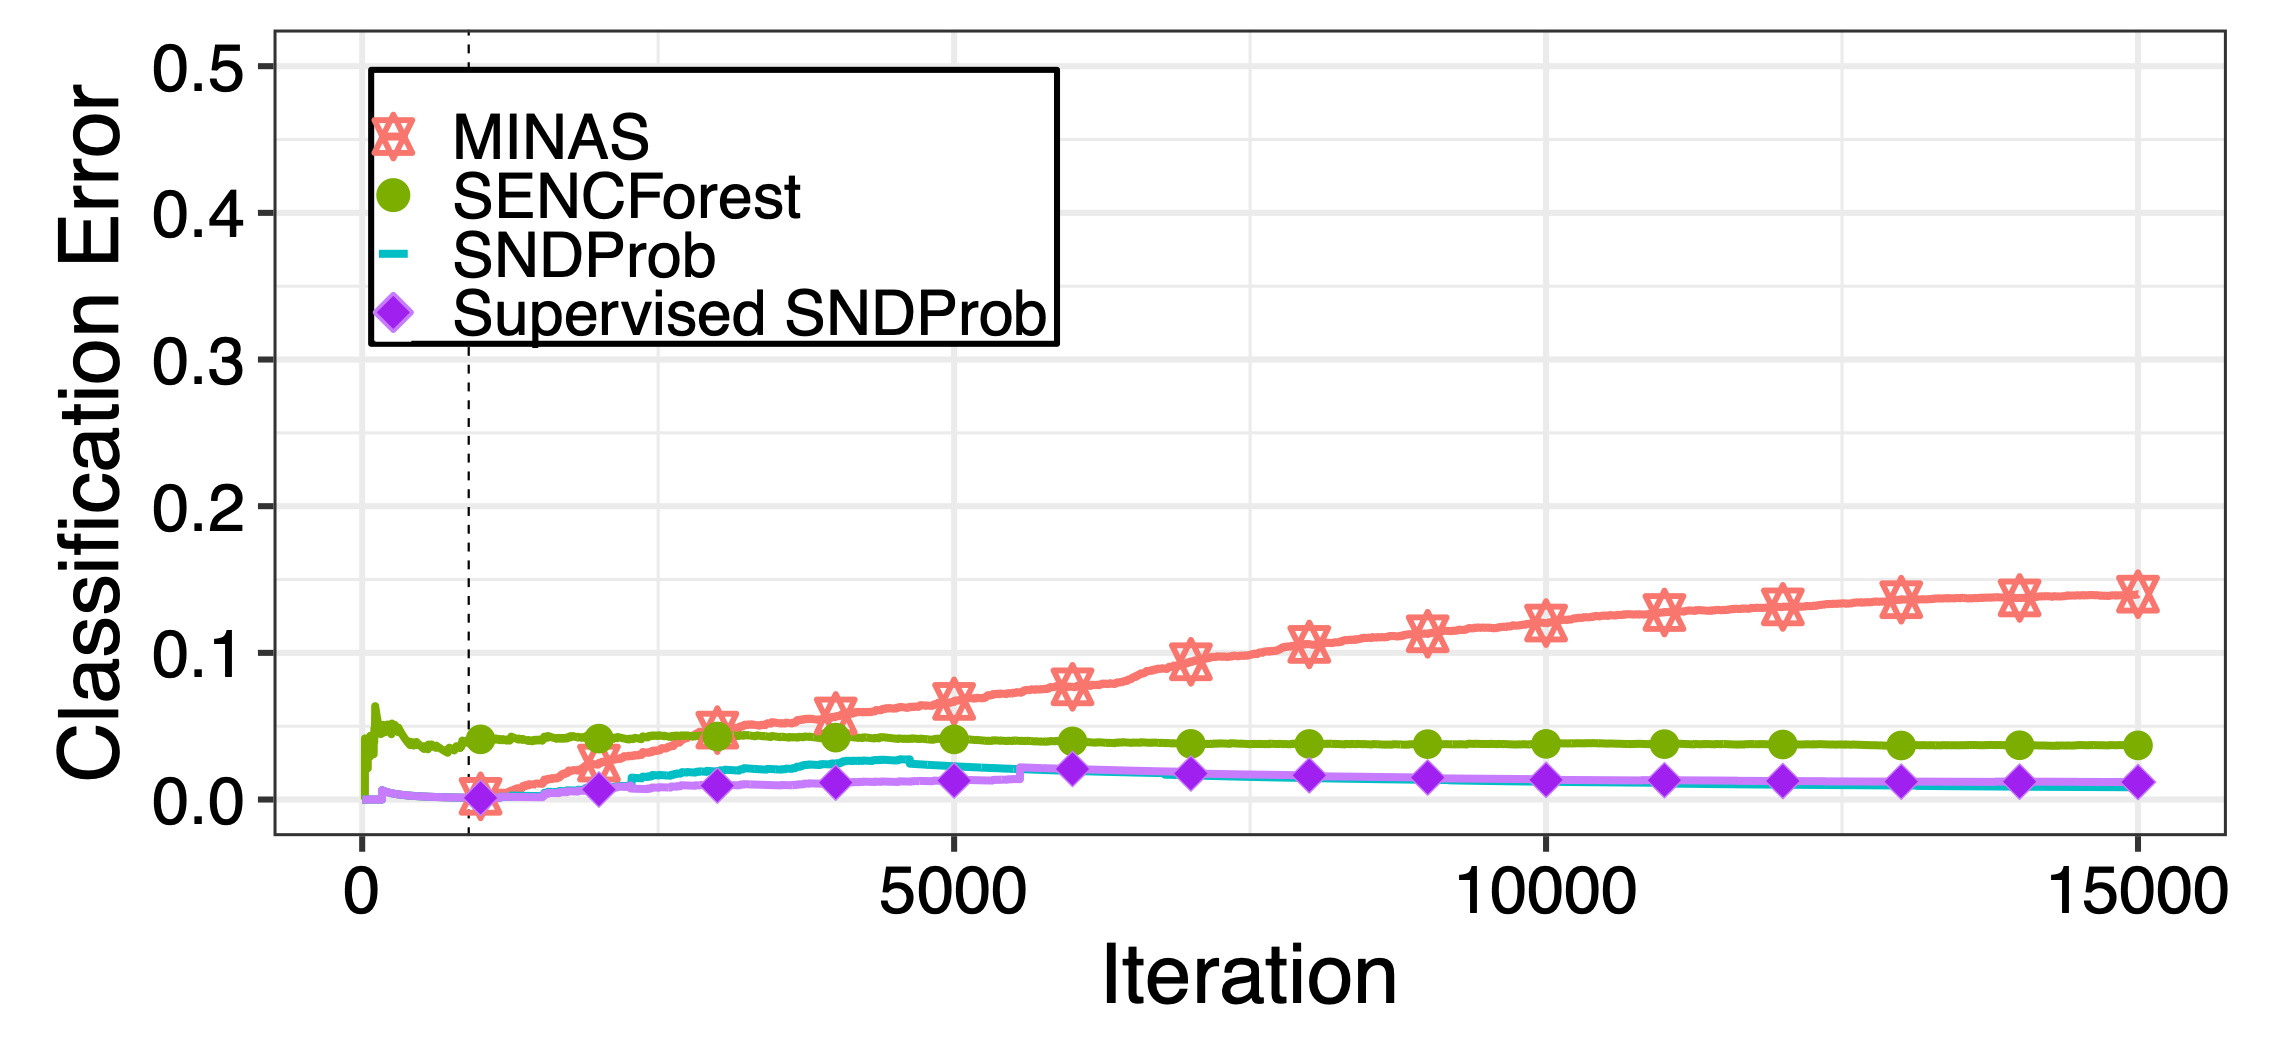 Classification Error
0.5
0.4
0.3
0.2
0.1
0.0
MINAS
SENCForest
SNDProb
Supervised SNDProb
0 5000 10000 15000
Iteration